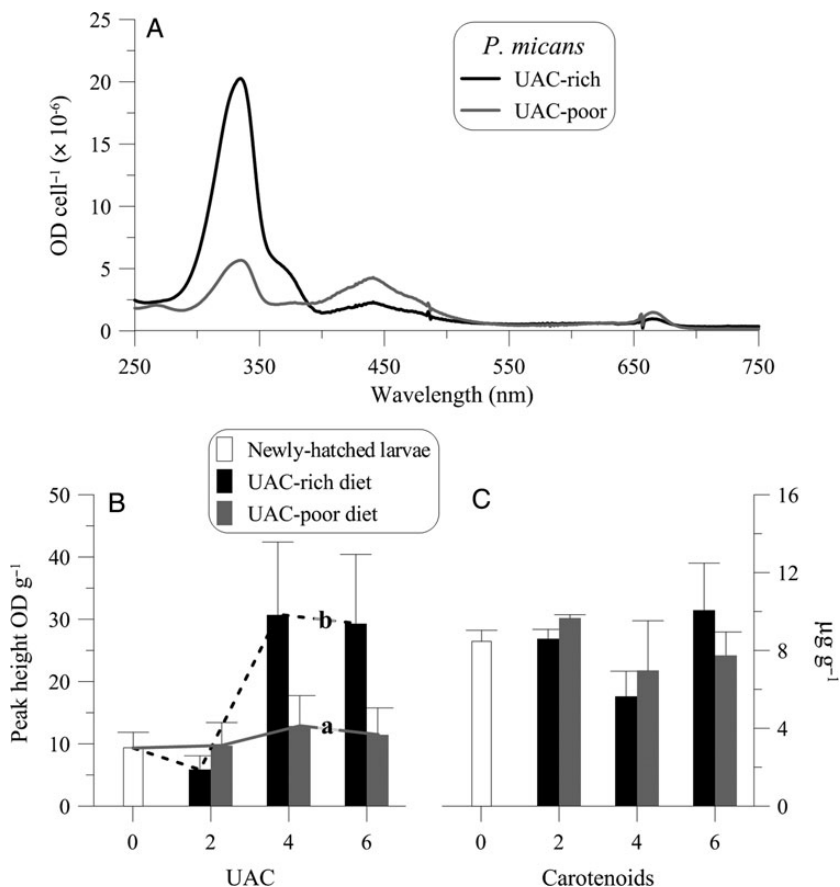 A
P. micans
UAC-rich
UAC-poor
OD cell⁻¹ (× 10⁻⁶)
25
20
15
10
5
0
250 350 450 550 650 750
Wavelength (nm)
Newly-hatched larvae
UAC-rich diet
UAC-poor diet
B
Peak height OD g⁻¹
50
40
30
20
10
0
b
a
0 2 4 6
UAC
C
16
12
8
4
0
µg g⁻¹
0 2 4 6
Carotenoids